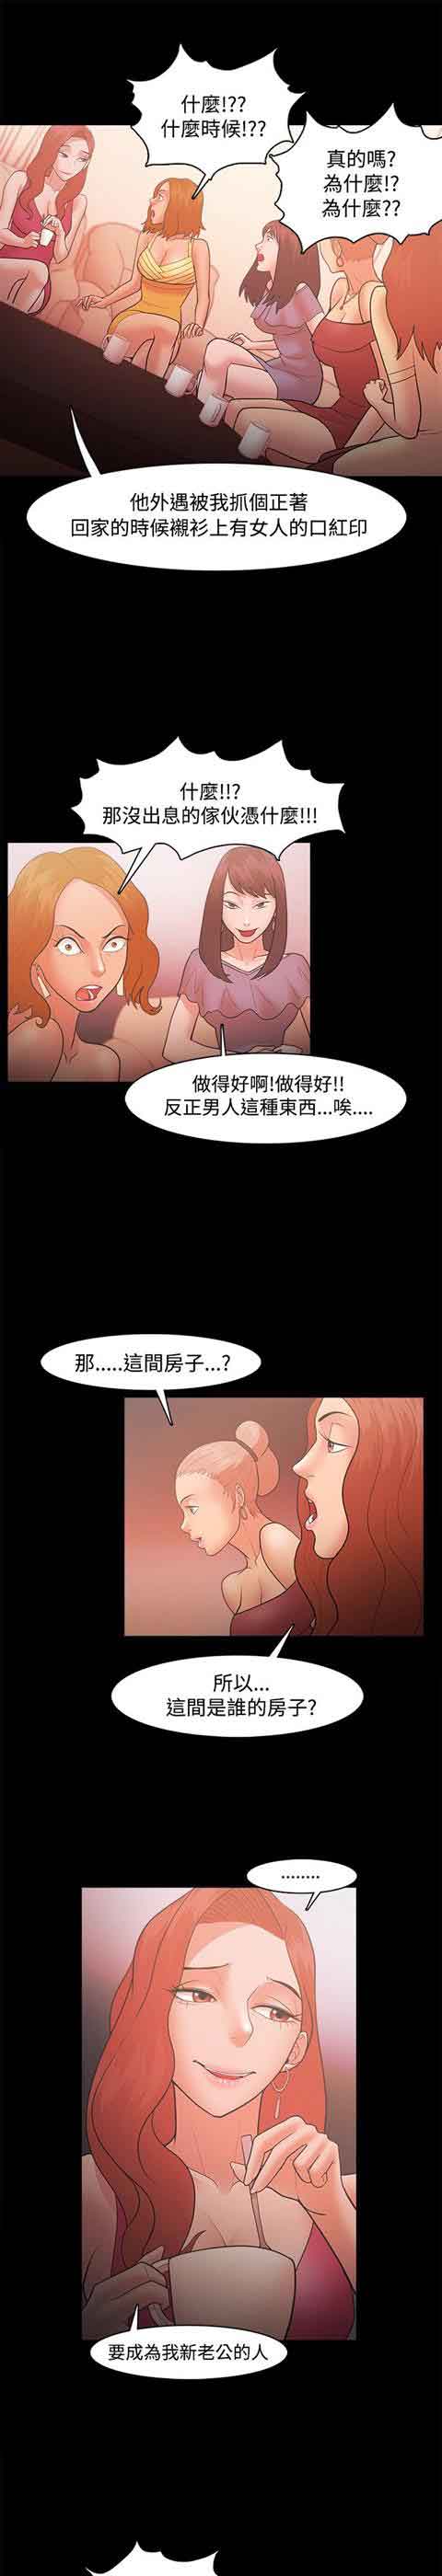 什麼!??
什麼時候!??
真的嗎?
為什麼!?
為什麼??
他外遇被我抓個正著
回家的時候襯衫上有女人的口紅印
什麼!!?
那沒出息的傢伙憑什麼!!!
做得好啊!做得好!!
反正男人這種東西...唉....
那.....這間房子...?
所以...
這間是誰的房子?
........
要成為我新老公的人